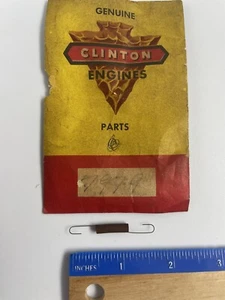 GENUINE
CLINTON
ENGINES
PARTS
INCHES 1 2 3